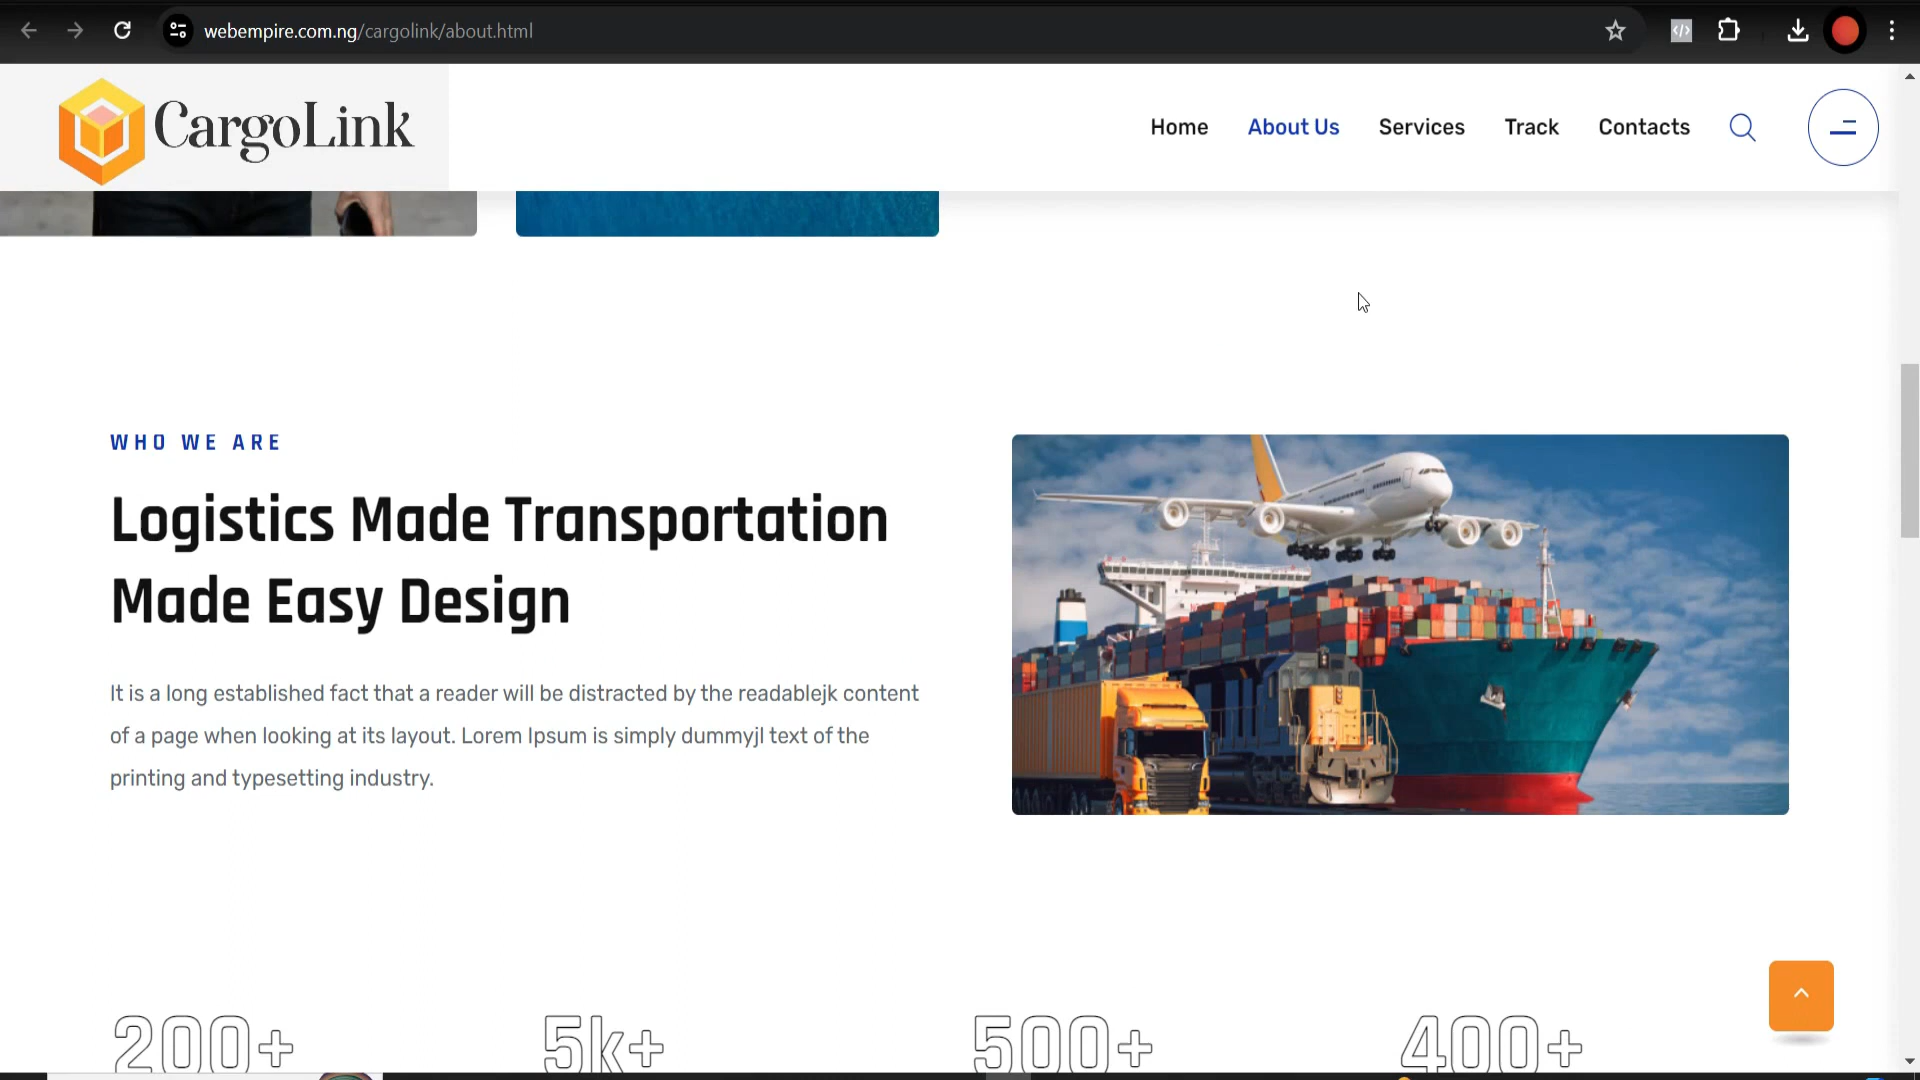 webempire.com.ng/cargolink/about.html
CargoLink
Home About Us Services Track Contacts
WHO WE ARE
Logistics Made Transportation
Made Easy Design
It is a long established fact that a reader will be distracted by the readablejk content
of a page when looking at its layout. Lorem Ipsum is simply dummyjl text of the
printing and typesetting industry.
200+ 5k+ 500+ 400+